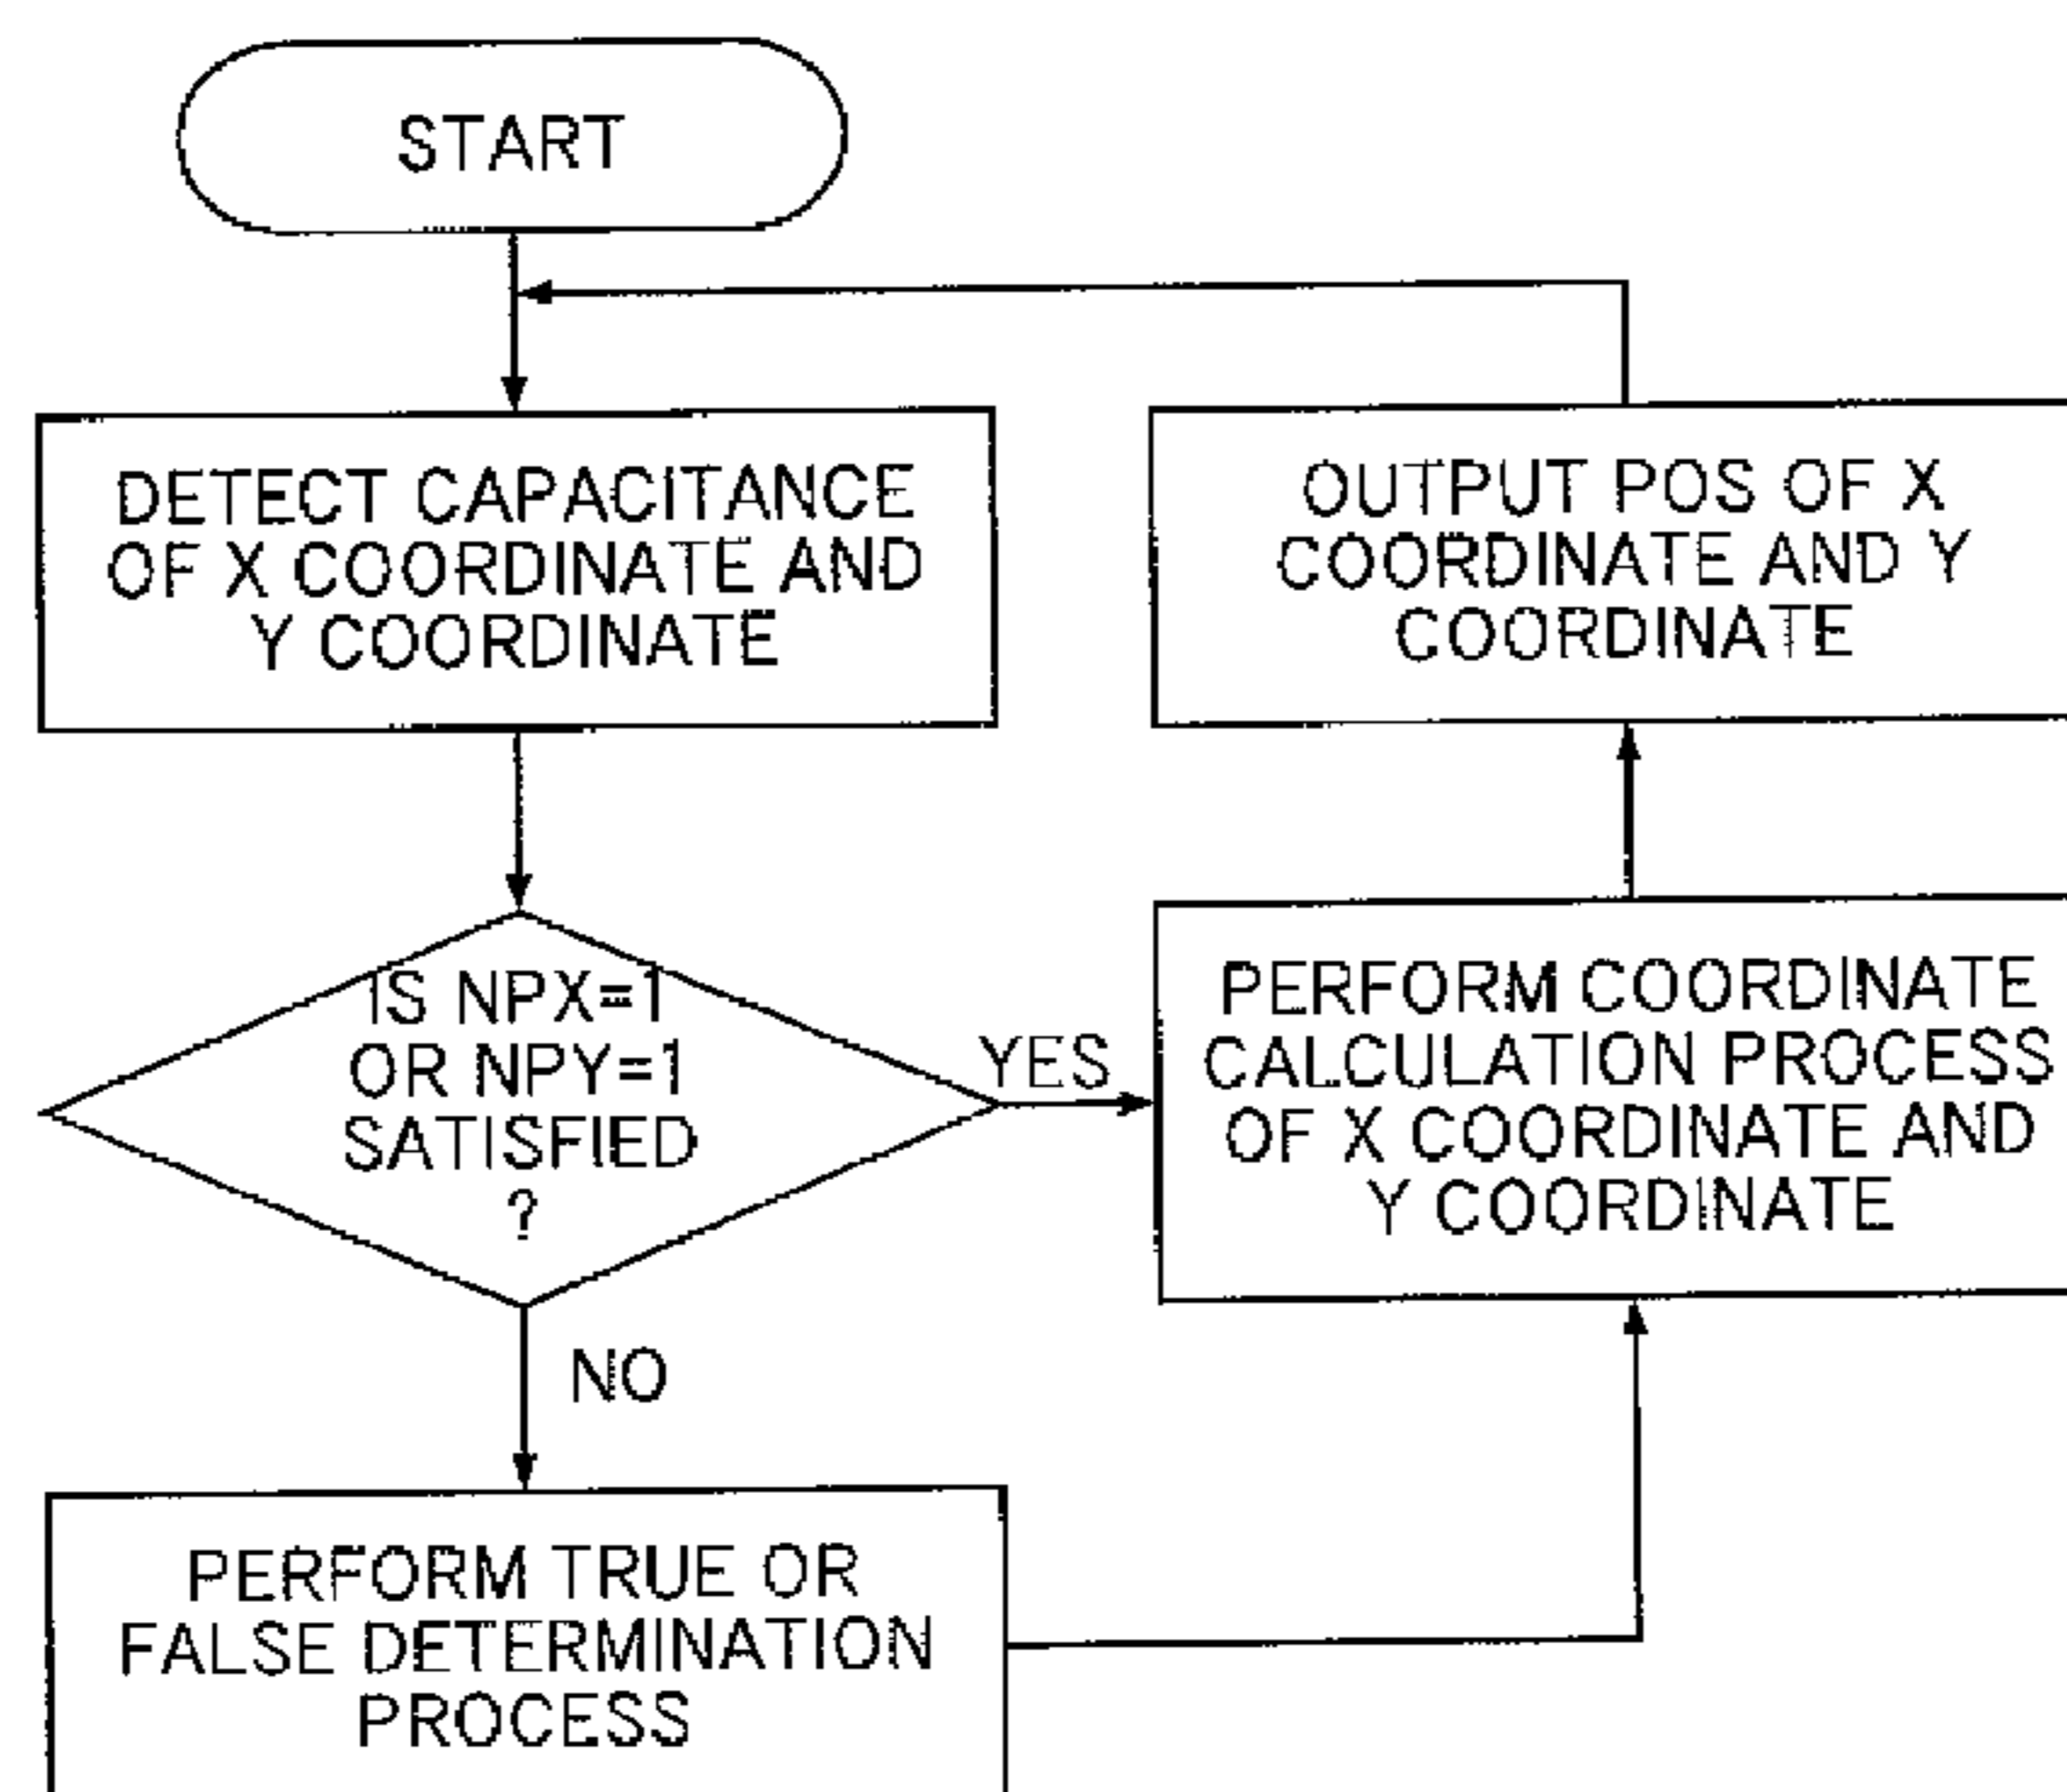 START
DETECT CAPACITANCE
OF X COORDINATE AND
Y COORDINATE
OUTPUT POS OF X
COORDINATE AND Y
COORDINATE
IS NPX=1
OR NPY=1
SATISFIED
?
YES
PERFORM COORDINATE
CALCULATION PROCESS
OF X COORDINATE AND
Y COORDINATE
NO
PERFORM TRUE OR
FALSE DETERMINATION
PROCESS